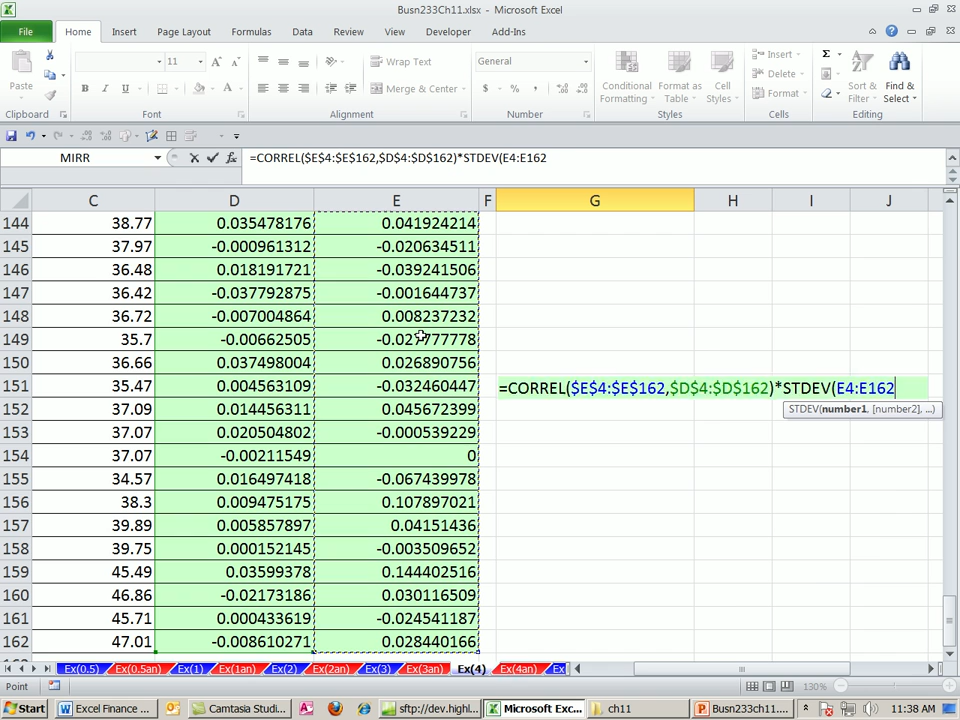 Busn233Ch11.xlsx - Microsoft Excel
File Home Insert Page Layout Formulas Data Review View Developer Add-Ins
Paste
Clipboard
11
B I U
Font
Wrap Text
Merge & Center
Alignment
General
$ % ,
Number
Conditional Formatting
Format as Table
Cell Styles
Styles
Insert
Delete
Format
Cells
Σ
Sort & Filter
Find & Select
Editing
MIRR
fx
=CORREL($E$4:$E$162,$D$4:$D$162)*STDEV(E4:E162
C D E F G H I J
144 38.77 0.035478176 0.041924214
145 37.97 -0.000961312 -0.020634511
146 36.48 0.018191721 -0.039241506
147 36.42 -0.037792875 -0.001644737
148 36.72 -0.007004864 0.008237232
149 35.7 -0.00662505 -0.027777778
150 36.66 0.037498004 0.026890756
151 35.47 0.004563109 -0.032460447 =CORREL($E$4:$E$162,$D$4:$D$162)*STDEV(E4:E162
STDEV(number1, [number2], ...)
152 37.09 0.014456311 0.045672399
153 37.07 0.020504802 -0.000539229
154 37.07 -0.00211549 0
155 34.57 0.016497418 -0.067439978
156 38.3 0.009475175 0.107897021
157 39.89 0.005857897 0.04151436
158 39.75 0.000152145 -0.003509652
159 45.49 0.03599378 0.144402516
160 46.86 -0.02173186 0.030116509
161 45.71 0.000433619 -0.024541187
162 47.01 -0.008610271 0.028440166
Ex(0.5) Ex(0.5an) Ex(1) Ex(1an) Ex(2) Ex(2an) Ex(3) Ex(3an) Ex(4) Ex(4an) Ex
Point 130%
Start Excel Finance ... Camtasia Studi... sftp://dev.highl... Microsoft Exc... ch11 Powerpoint
11:38 AM